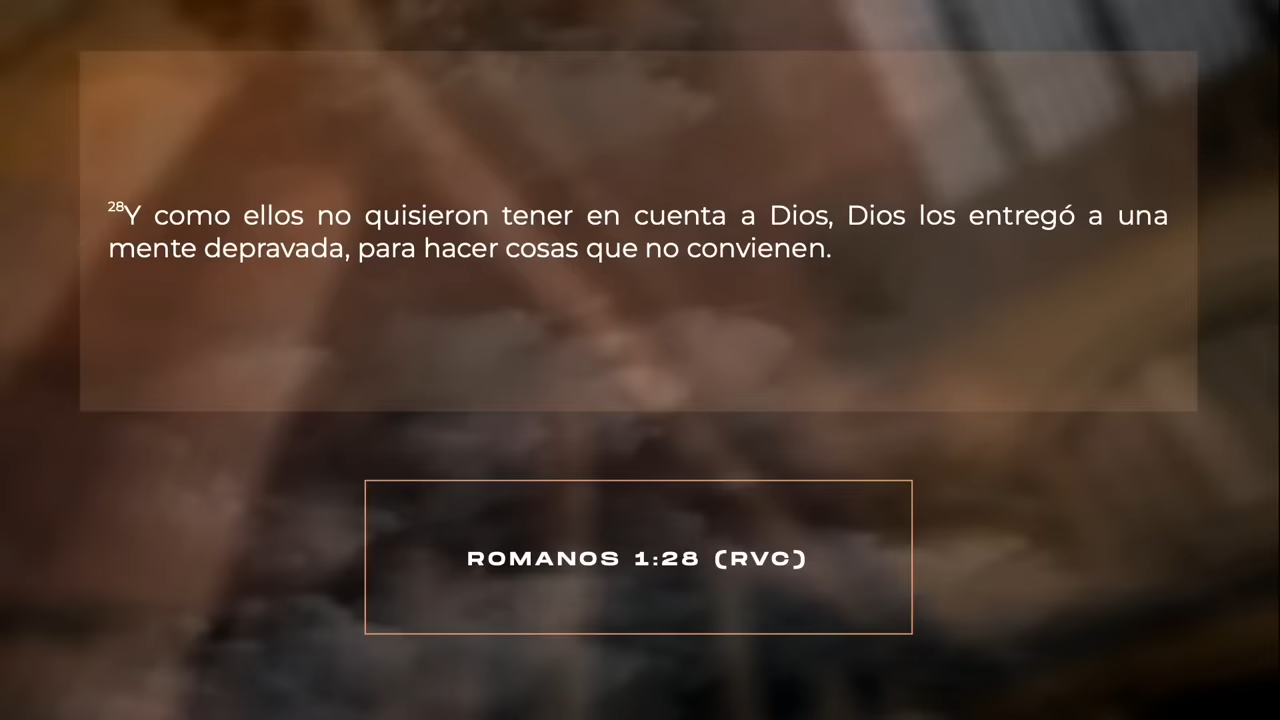 ²⁸Y como ellos no quisieron tener en cuenta a Dios, Dios los entregó a una
mente depravada, para hacer cosas que no convienen.
ROMANOS 1:28 (RVC)